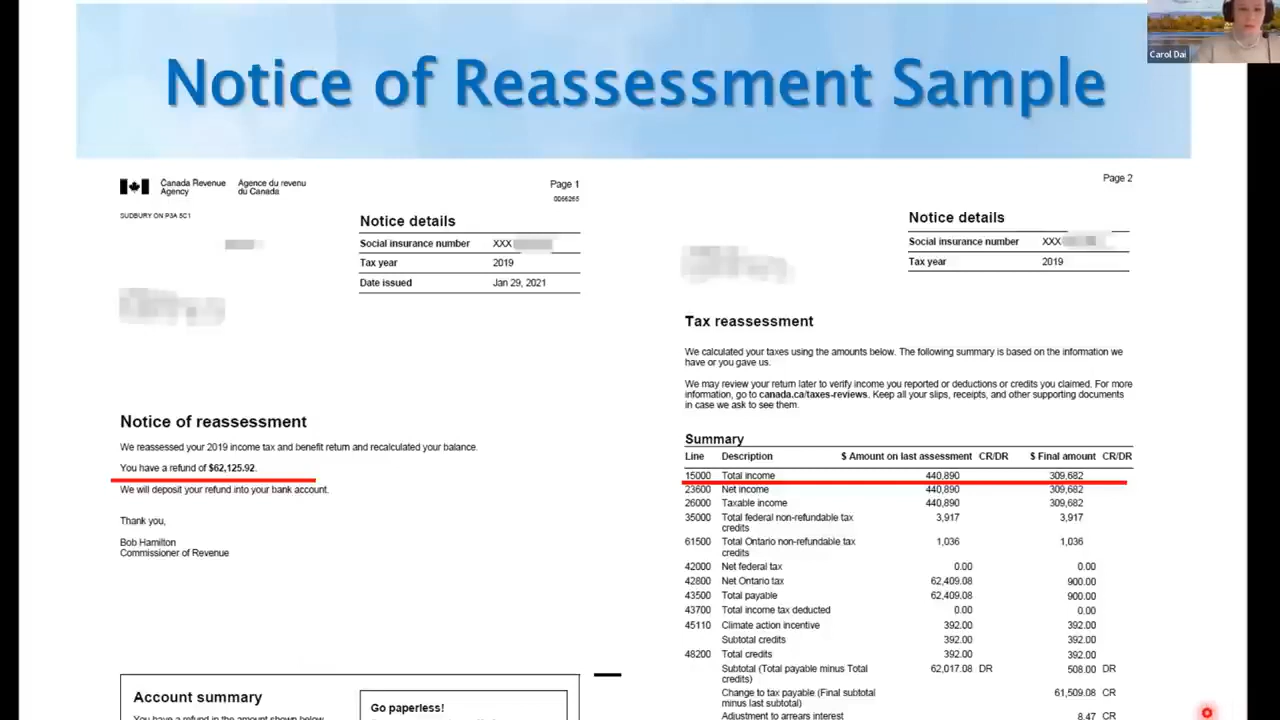 Notice of Reassessment Sample
Carol Dai
Canada Revenue Agency
Agence du revenu du Canada
SUDBURY ON P3A 5C1
Page 1
0056265
Notice details
Social insurance number XXX
Tax year 2019
Date issued Jan 29, 2021
Notice of reassessment
We reassessed your 2019 income tax and benefit return and recalculated your balance.
You have a refund of $62,125.92.
We will deposit your refund into your bank account.
Thank you,
Bob Hamilton
Commissioner of Revenue
Account summary
You have a refund in the amount shown below
Go paperless!
Page 2
Notice details
Social insurance number XXX
Tax year 2019
Tax reassessment
We calculated your taxes using the amounts below. The following summary is based on the information we
have or you gave us.
We may review your return later to verify income you reported or deductions or credits you claimed. For more
information, go to canada.ca/taxes-reviews. Keep all your slips, receipts, and other supporting documents
in case we ask to see them.
Summary
Line Description $ Amount on last assessment CR/DR $ Final amount CR/DR
15000 Total income 440,890 309,682
23600 Net income 440,890 309,682
26000 Taxable income 440,890 309,682
35000 Total federal non-refundable tax 3,917 3,917
credits
61500 Total Ontario non-refundable tax 1,036 1,036
credits
42000 Net federal tax 0.00 0.00
42800 Net Ontario tax 62,409.08 900.00
43500 Total payable 62,409.08 900.00
43700 Total income tax deducted 0.00 0.00
45110 Climate action incentive 392.00 392.00
Subtotal credits 392.00 392.00
48200 Total credits 392.00 392.00
Subtotal (Total payable minus Total 62,017.08 DR 508.00 DR
credits)
Change to tax payable (Final subtotal 61,509.08 CR
minus last subtotal)
Adjustment to arrears interest 8.47 CR